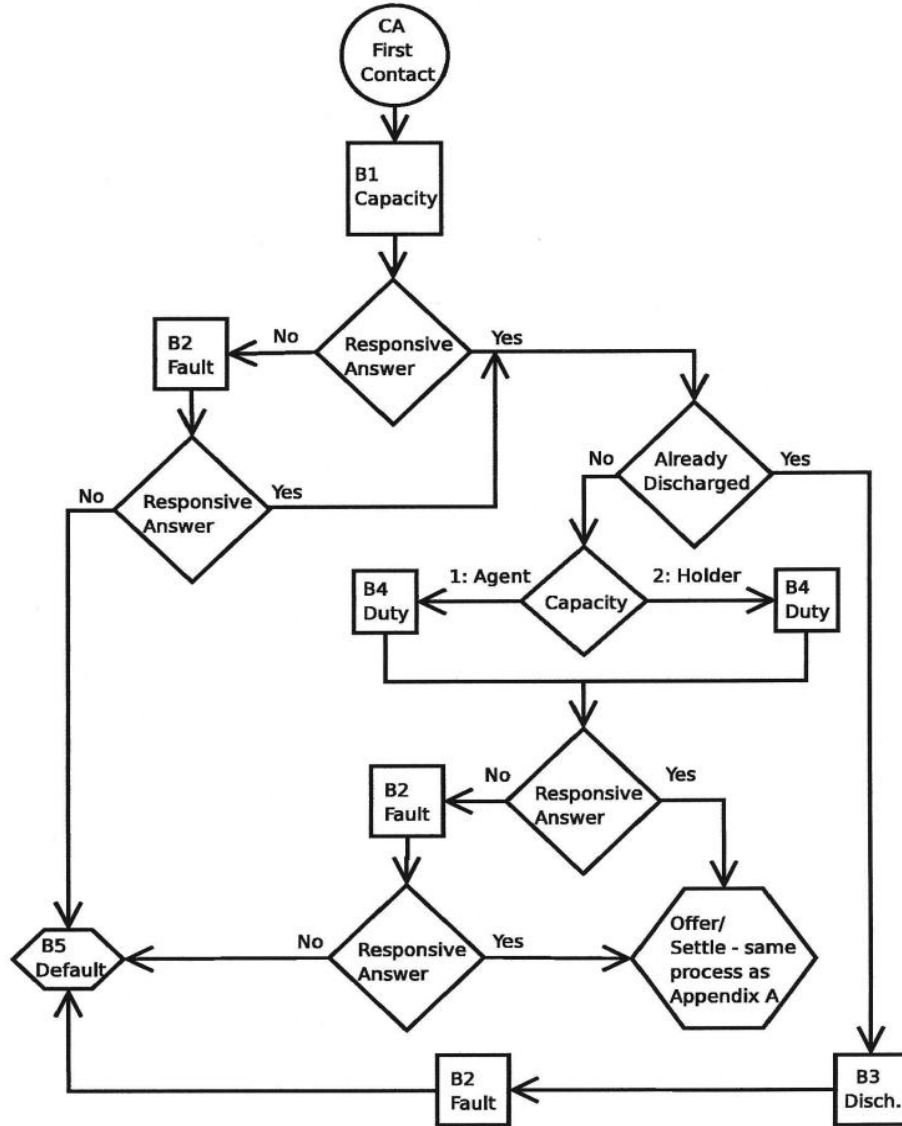 CA
First
Contact
B1
Capacity
No
Responsive
Answer
Yes
B2
Fault
No
Responsive
Answer
Yes
No
Already
Discharged
Yes
B4
Duty
1: Agent
Capacity
2: Holder
B4
Duty
B2
Fault
No
Responsive
Answer
Yes
B5
Default
No
Responsive
Answer
Yes
Offer/
Settle - same
process as
Appendix A
B2
Fault
B3
Disch.